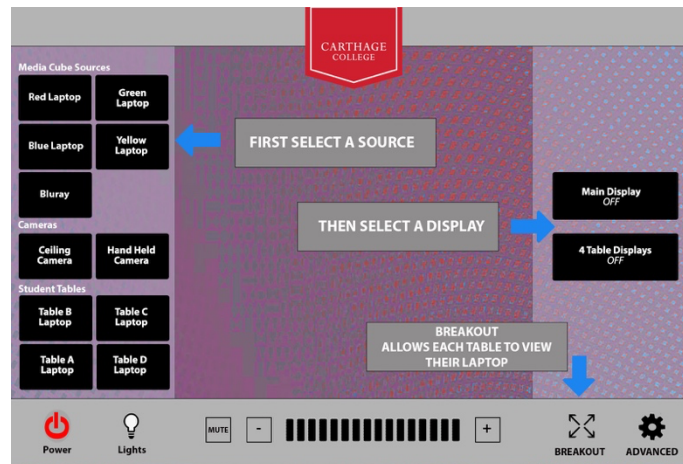 CARTHAGE
COLLEGE
Media Cube Sources
Red Laptop
Green
Laptop
Blue Laptop
Yellow
Laptop
Bluray
FIRST SELECT A SOURCE
THEN SELECT A DISPLAY
Main Display
OFF
4 Table Displays
OFF
Cameras
Ceiling
Camera
Hand Held
Camera
Student Tables
Table B
Laptop
Table C
Laptop
Table A
Laptop
Table D
Laptop
BREAKOUT
ALLOWS EACH TABLE TO VIEW
THEIR LAPTOP
Power
Lights
MUTE
-
+
BREAKOUT
ADVANCED